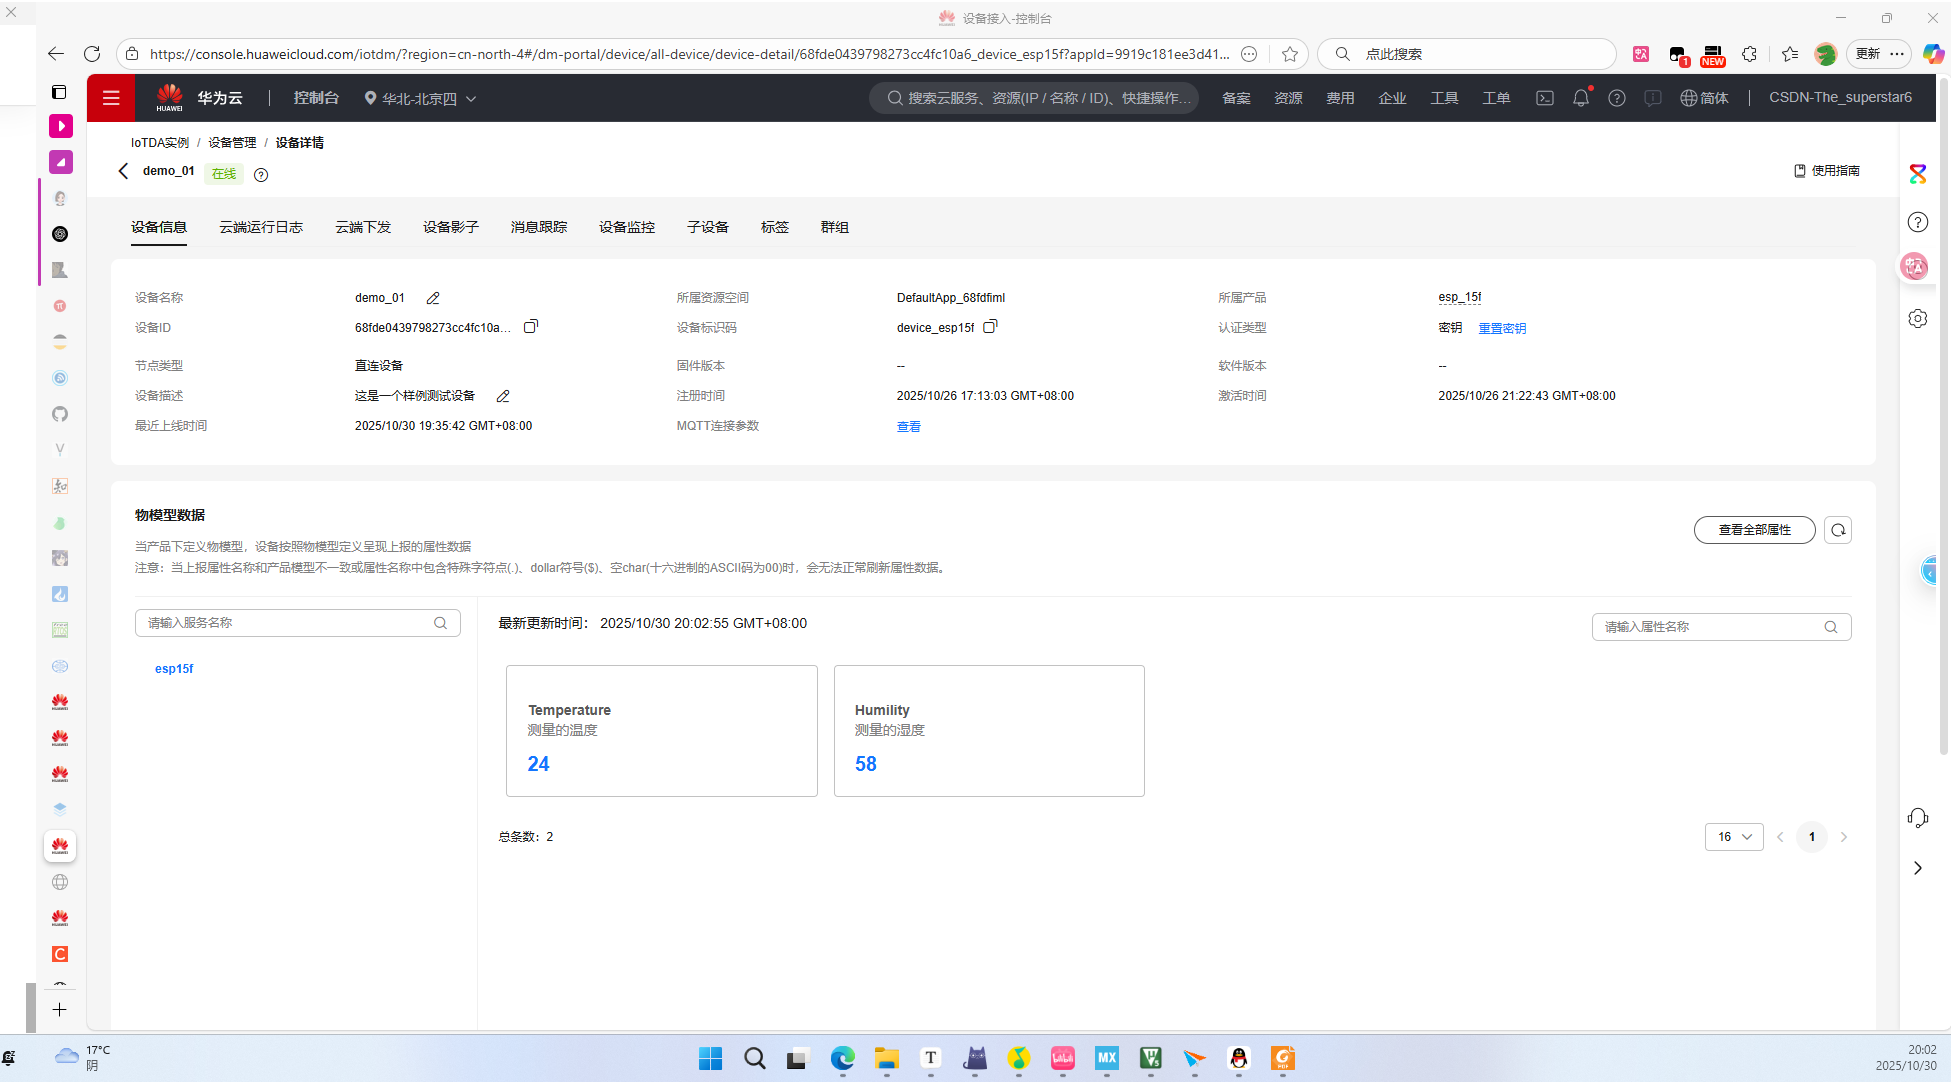 设备接入-控制台
https://console.huaweicloud.com/iotdm/?region=cn-north-4#/dm-portal/device/all-device/device-detail/68fde0439798273cc4fc10a6_device_esp15f?appId=9919c181ee3d41...
点此搜索
1
NEW
更新
HUAWEI
华为云
控制台
华北-北京四
搜索云服务、资源(IP / 名称 / ID)、快捷操作...
备案
资源
费用
企业
工具
工单
简体
CSDN-The_superstar6
IoTDA实例 / 设备管理 / 设备详情
demo_01
在线
使用指南
设备信息
云端运行日志
云端下发
设备影子
消息跟踪
设备监控
子设备
标签
群组
设备名称
demo_01
所属资源空间
DefaultApp_68fdfiml
所属产品
esp_15f
设备ID
68fde0439798273cc4fc10a...
设备标识码
device_esp15f
认证类型
密钥 重置密钥
节点类型
直连设备
固件版本
--
软件版本
--
设备描述
这是一个样例测试设备
注册时间
2025/10/26 17:13:03 GMT+08:00
激活时间
2025/10/26 21:22:43 GMT+08:00
最近上线时间
2025/10/30 19:35:42 GMT+08:00
MQTT连接参数
查看
物模型数据
查看全部属性
当产品下定义物模型，设备按照物模型定义呈现上报的属性数据
注意：当上报属性名称和产品模型不一致或属性名称中包含特殊字符点(.)、dollar符号($)、空char(十六进制的ASCII码为00)时，会无法正常刷新属性数据。
请输入服务名称
最新更新时间： 2025/10/30 20:02:55 GMT+08:00
请输入属性名称
esp15f
Temperature
测量的温度
24
Humility
测量的湿度
58
总条数：2
16
1
17°C
阴
20:02
2025/10/30